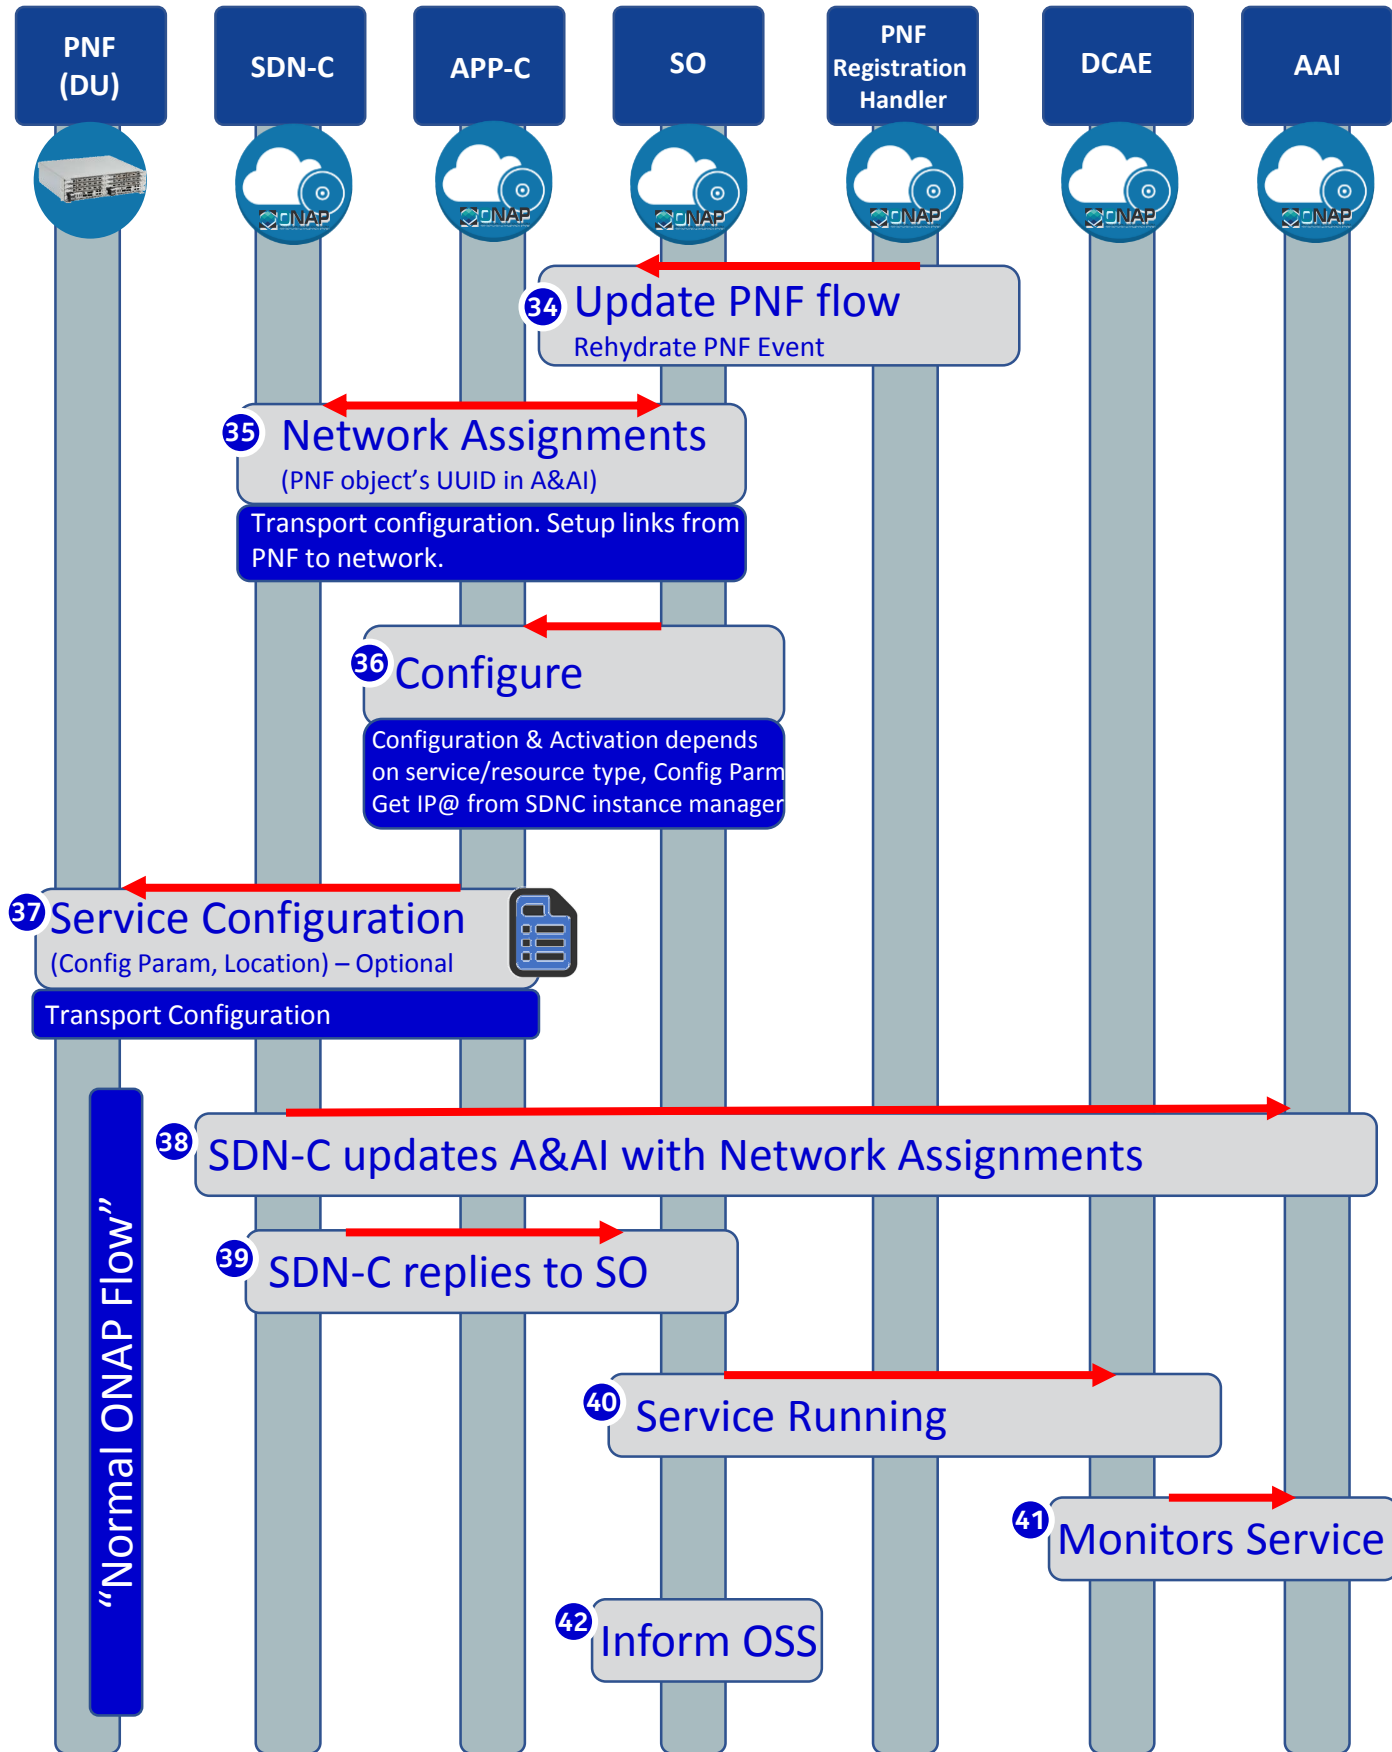 PNF
(DU)
SDN-C
APP-C
SO
PNF
Registration
Handler
DCAE
AAI
ONAP
ONAP
ONAP
ONAP
ONAP
ONAP
34
Update PNF flow
Rehydrate PNF Event
35
Network Assignments
(PNF object’s UUID in A&AI)
Transport configuration. Setup links from
PNF to network.
36
Configure
Configuration & Activation depends
on service/resource type, Config Parm
Get IP@ from SDNC instance manager
37
Service Configuration
(Config Param, Location) – Optional
Transport Configuration
“Normal ONAP Flow”
38
SDN-C updates A&AI with Network Assignments
39
SDN-C replies to SO
40
Service Running
41
Monitors Service
42
Inform OSS